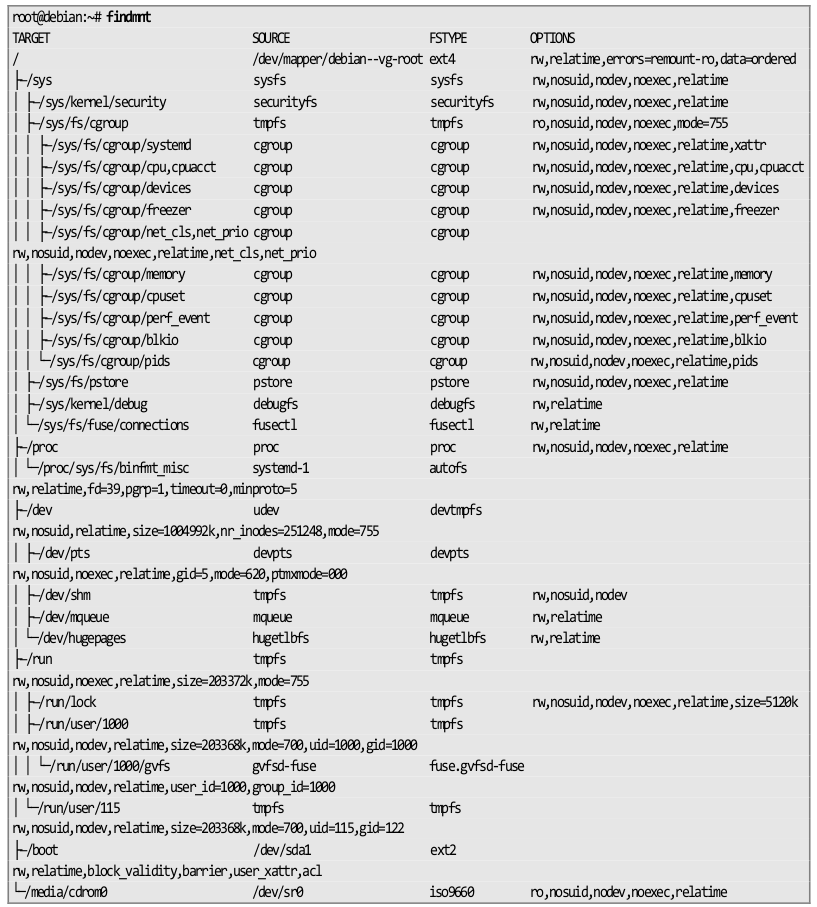 root@debian:~# findmnt
TARGET SOURCE FSTYPE OPTIONS
/ /dev/mapper/debian--vg-root ext4 rw,relatime,errors=remount-ro,data=ordered
├─/sys sysfs sysfs rw,nosuid,nodev,noexec,relatime
│ ├─/sys/kernel/security securityfs securityfs rw,nosuid,nodev,noexec,relatime
│ ├─/sys/fs/cgroup tmpfs tmpfs ro,nosuid,nodev,noexec,mode=755
│ │ ├─/sys/fs/cgroup/systemd cgroup cgroup rw,nosuid,nodev,noexec,relatime,xattr
│ │ ├─/sys/fs/cgroup/cpu,cpuacct cgroup cgroup rw,nosuid,nodev,noexec,relatime,cpu,cpuacct
│ │ ├─/sys/fs/cgroup/devices cgroup cgroup rw,nosuid,nodev,noexec,relatime,devices
│ │ ├─/sys/fs/cgroup/freezer cgroup cgroup rw,nosuid,nodev,noexec,relatime,freezer
│ │ ├─/sys/fs/cgroup/net_cls,net_prio cgroup cgroup
rw,nosuid,nodev,noexec,relatime,net_cls,net_prio
│ │ ├─/sys/fs/cgroup/memory cgroup cgroup rw,nosuid,nodev,noexec,relatime,memory
│ │ ├─/sys/fs/cgroup/cpuset cgroup cgroup rw,nosuid,nodev,noexec,relatime,cpuset
│ │ ├─/sys/fs/cgroup/perf_event cgroup cgroup rw,nosuid,nodev,noexec,relatime,perf_event
│ │ ├─/sys/fs/cgroup/blkio cgroup cgroup rw,nosuid,nodev,noexec,relatime,blkio
│ │ └─/sys/fs/cgroup/pids cgroup cgroup rw,nosuid,nodev,noexec,relatime,pids
│ ├─/sys/fs/pstore pstore pstore rw,nosuid,nodev,noexec,relatime
│ ├─/sys/kernel/debug debugfs debugfs rw,relatime
│ └─/sys/fs/fuse/connections fusectl fusectl rw,relatime
├─/proc proc proc rw,nosuid,nodev,noexec,relatime
│ └─/proc/sys/fs/binfmt_misc systemd-1 autofs
rw,relatime,fd=39,pgrp=1,timeout=0,minproto=5
├─/dev udev devtmpfs
rw,nosuid,relatime,size=1004992k,nr_inodes=251248,mode=755
│ ├─/dev/pts devpts devpts
rw,nosuid,noexec,relatime,gid=5,mode=620,ptmxmode=000
│ ├─/dev/shm tmpfs tmpfs rw,nosuid,nodev
│ ├─/dev/mqueue mqueue mqueue rw,relatime
│ └─/dev/hugepages hugetlbfs hugetlbfs rw,relatime
├─/run tmpfs tmpfs
rw,nosuid,noexec,relatime,size=203372k,mode=755
│ ├─/run/lock tmpfs tmpfs rw,nosuid,nodev,noexec,relatime,size=5120k
│ ├─/run/user/1000 tmpfs tmpfs
rw,nosuid,nodev,relatime,size=203368k,mode=700,uid=1000,gid=1000
│ │ └─/run/user/1000/gvfs gvfsd-fuse fuse.gvfsd-fuse
rw,nosuid,nodev,relatime,user_id=1000,group_id=1000
│ └─/run/user/115 tmpfs tmpfs
rw,nosuid,nodev,relatime,size=203368k,mode=700,uid=115,gid=122
├─/boot /dev/sda1 ext2
rw,relatime,block_validity,barrier,user_xattr,acl
└─/media/cdrom0 /dev/sr0 iso9660 ro,nosuid,nodev,noexec,relatime